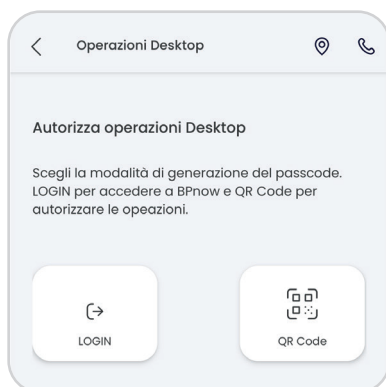 Operazioni Desktop
Autorizza operazioni Desktop
Scegli la modalità di generazione del passcode.
LOGIN per accedere a BPnow e QR Code per
autorizzare le opeazioni.
LOGIN
QR Code